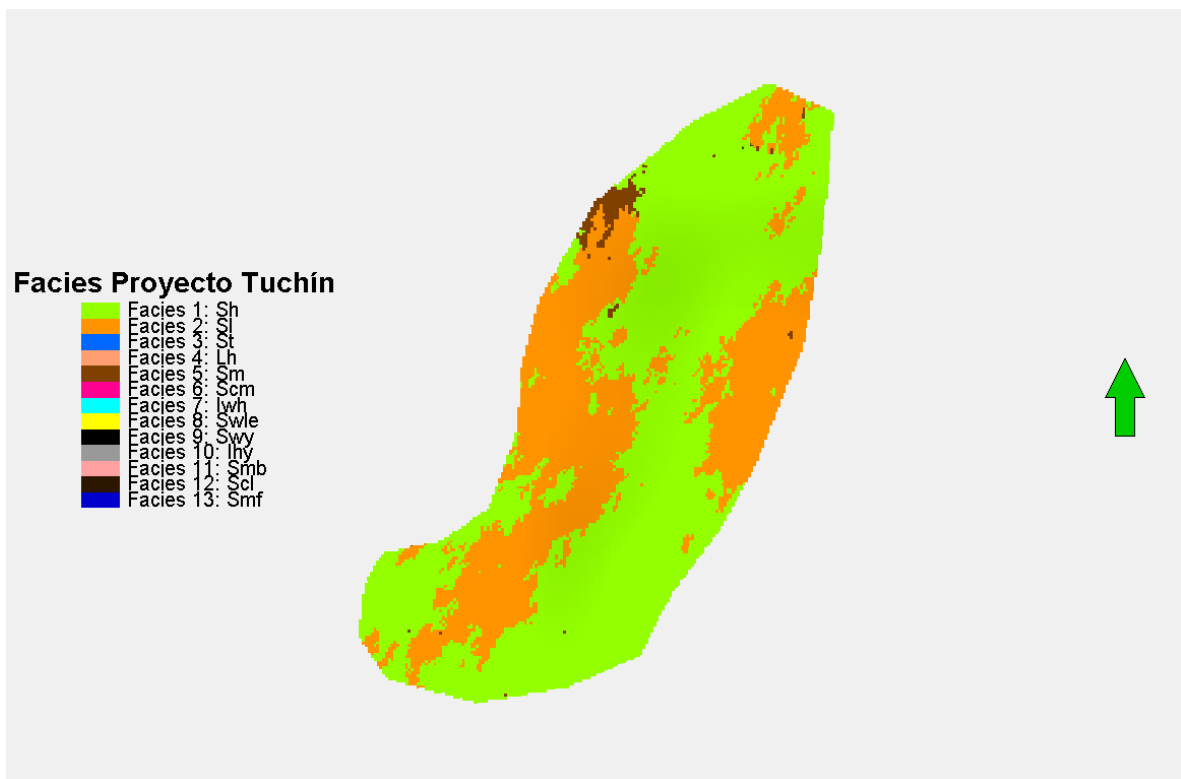 Facies Proyecto Tuchín
Facies 1: Sh
Facies 2: Sl
Facies 3: St
Facies 4: Lh
Facies 5: Sm
Facies 6: Scm
Facies 7: Iwh
Facies 8: Swle
Facies 9: Swy
Facies 10: Ihy
Facies 11: Smb
Facies 12: Scl
Facies 13: Smf